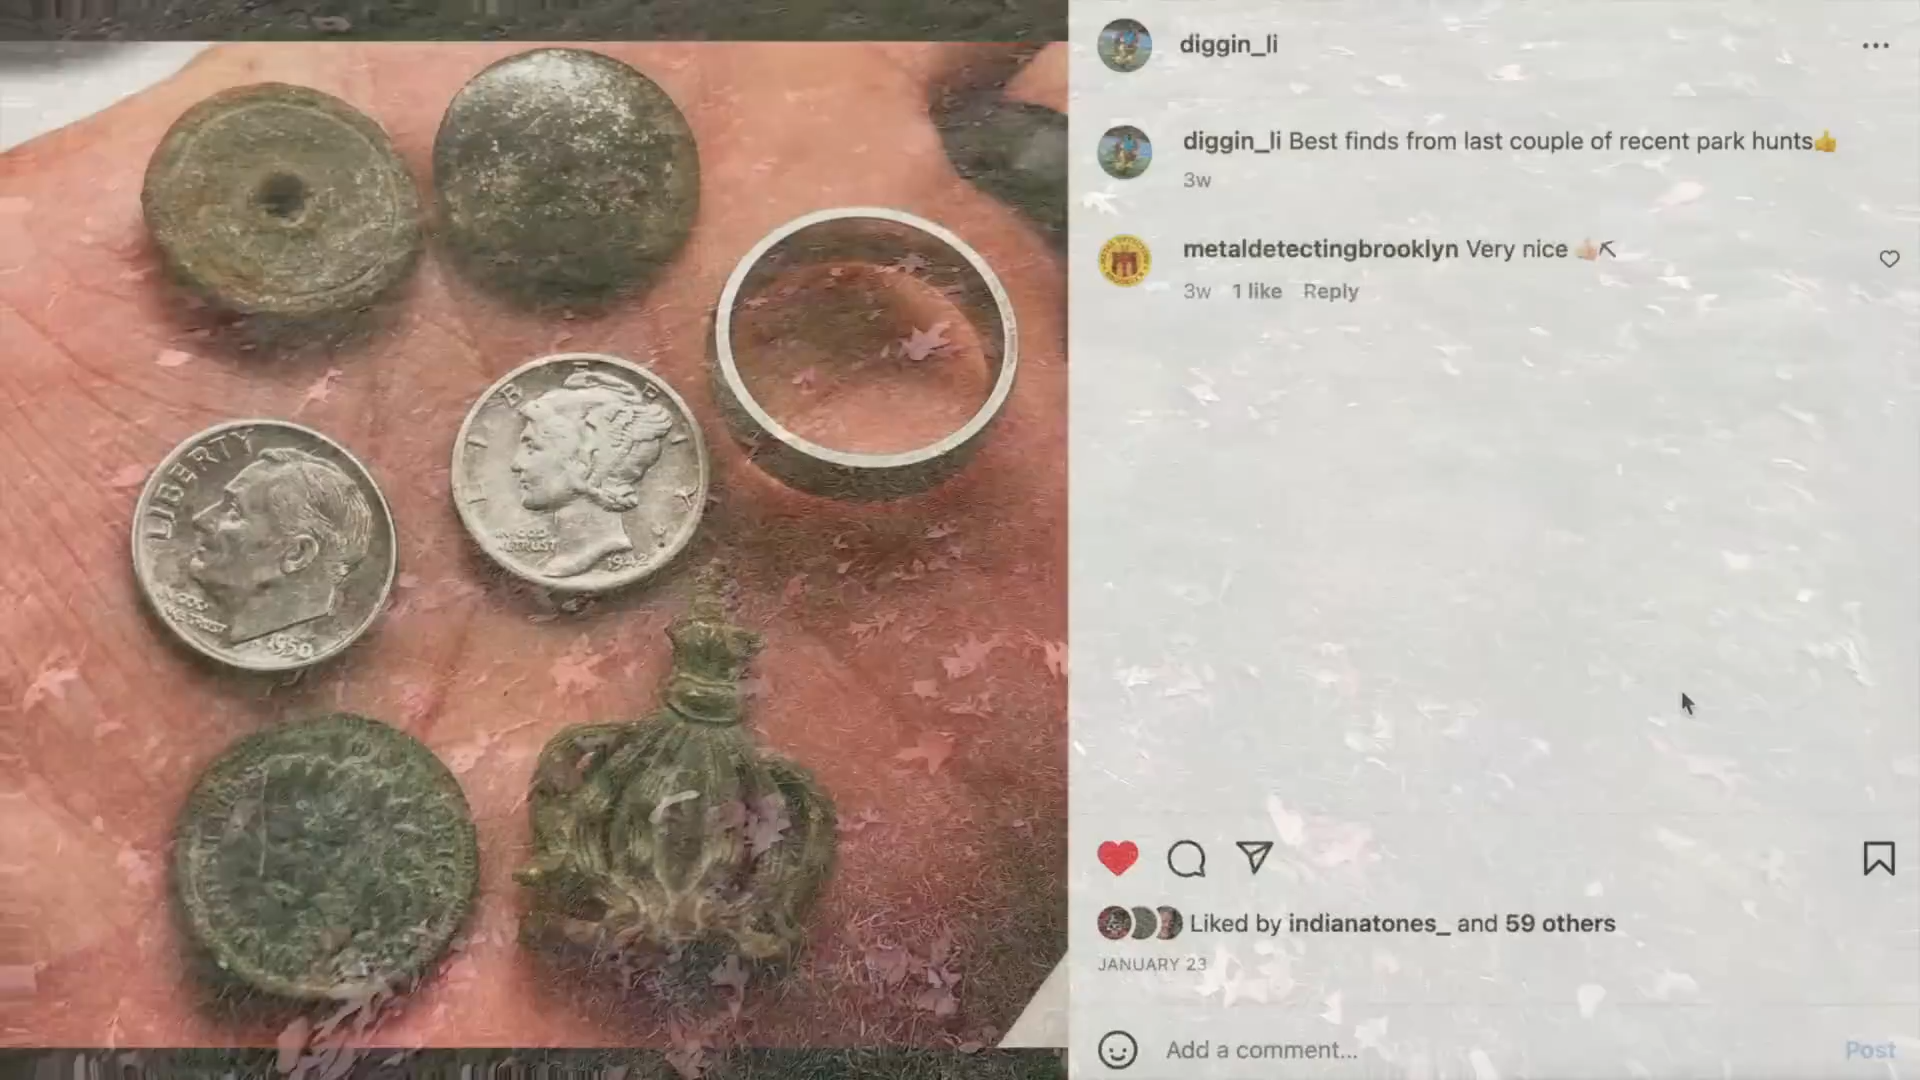 diggin_li
diggin_li Best finds from last couple of recent park hunts👍
3w
metaldetectingbrooklyn Very nice 👍🏻
3w 1 like Reply
LIBERTY
IN GOD
WE TRUST
1942
LIBERTY
IN GOD
WE TRUST
1950
Liked by indianatones_ and 59 others
JANUARY 23
Add a comment...
Post